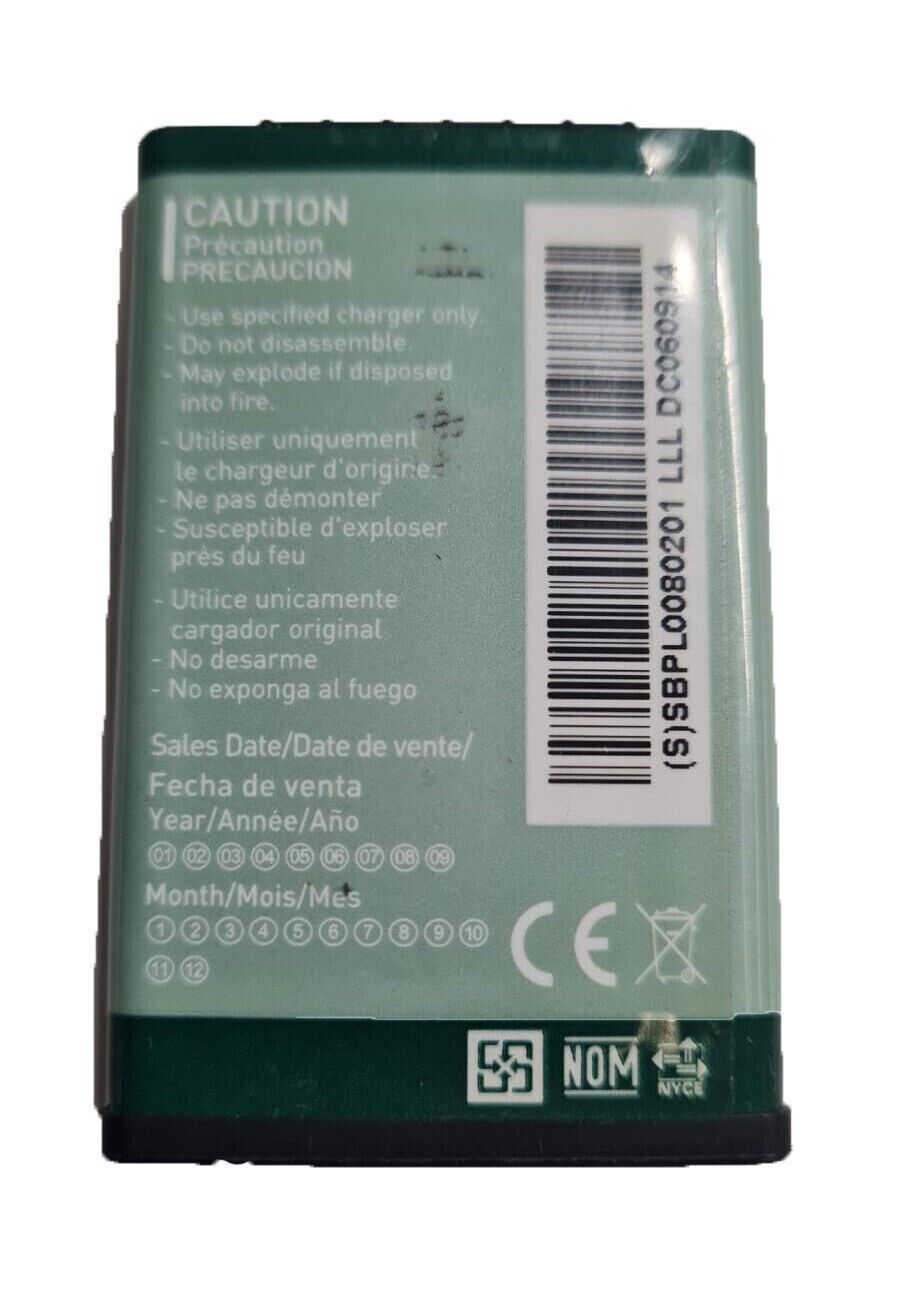 CAUTION
Précaution
PRECAUCION
- Use specified charger only.
- Do not disassemble.
- May explode if disposed
into fire.
- Utiliser uniquement
le chargeur d'origine.
- Ne pas démonter
- Susceptible d'exploser
près du feu
- Utilice unicamente
cargador original
- No desarme
- No exponga al fuego
Sales Date/Date de vente/
Fecha de venta
Year/Année/Año
01 02 03 04 05 06 07 08 09
Month/Mois/Mes
1 2 3 4 5 6 7 8 9 10
11 12
(S)SBPL0080201 LLL DC060914
CE
NOM
NYCE